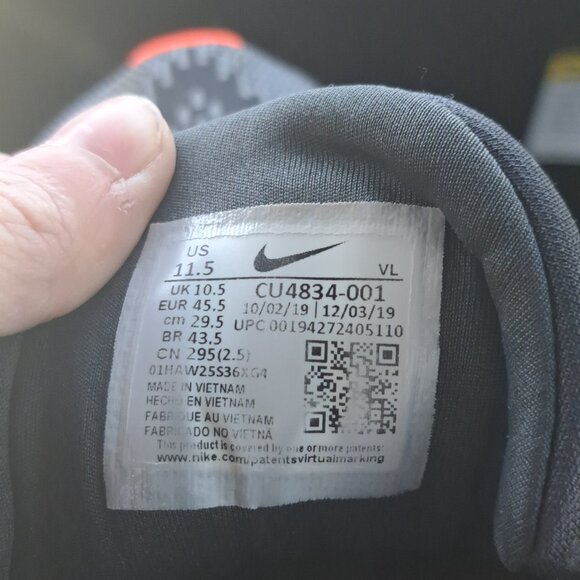 US
11.5
VL
UK 10.5
EUR 45.5
cm 29.5
BR 43.5
CN 295(2.5)
CU4834-001
10/02/19 | 12/03/19
UPC 00194272405110
01HAW25S36XG4
MADE IN VIETNAM
HECHO EN VIETNAM
FABRIQUE AU VIETNAM
FABRICADO NO VIETNÃ
This product is covered by one or more patents:
www.nike.com/patentsvirtualmarking